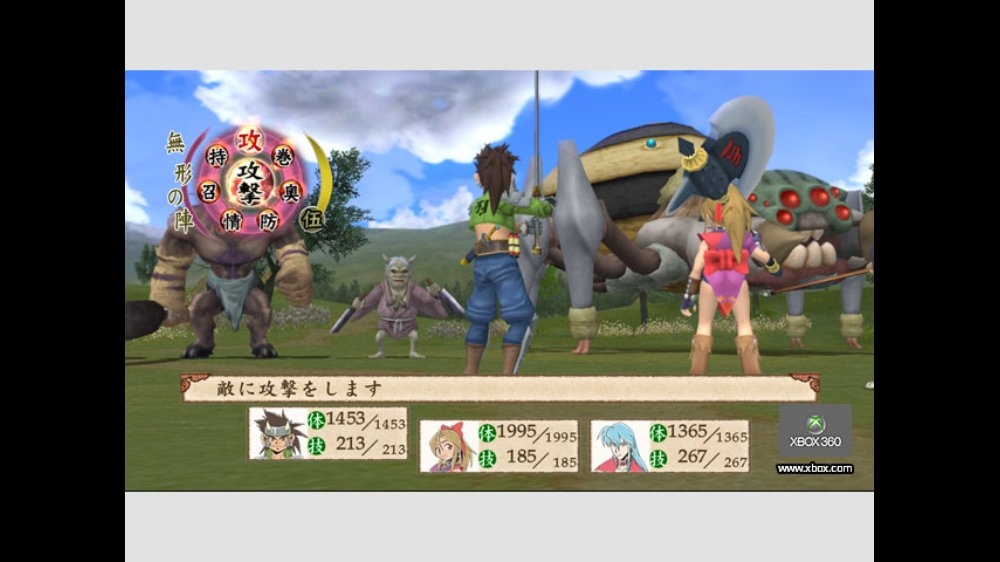 無形の陣
攻
持
巻
攻撃
召
奥
情
防
伍
敵に攻撃をします
体1453/1453
技 213/213
体1995/1995
技 185/185
体1365/1365
技 267/267
XBOX 360
www.xbox.com